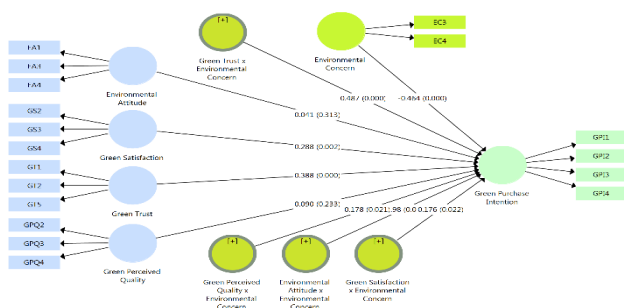 [+]
EC3
EC4
Green Trust x
Environmental
Concern
Environmental
Concern
EA1
EA3
EA4
Environmental
Attitude
0.487 (0.000)
-0.464 (0.000)
0.041 (0.313)
GS2
GS3
GS4
Green Satisfaction
0.288 (0.002)
GT1
GT2
GT5
Green Trust
0.388 (0.000)
GPI1
GPI2
GPI3
GPI4
Green Purchase
Intention
GPQ2
GPQ3
GPQ4
Green Perceived
Quality
0.090 (0.233)
0.178 (0.021)
0.176 (0.022)
[+]
[+]
[+]
Green Perceived
Quality x
Environmental
Concern
Environmental
Attitude x
Environmental
Concern
Green Satisfaction
x Environmental
Concern